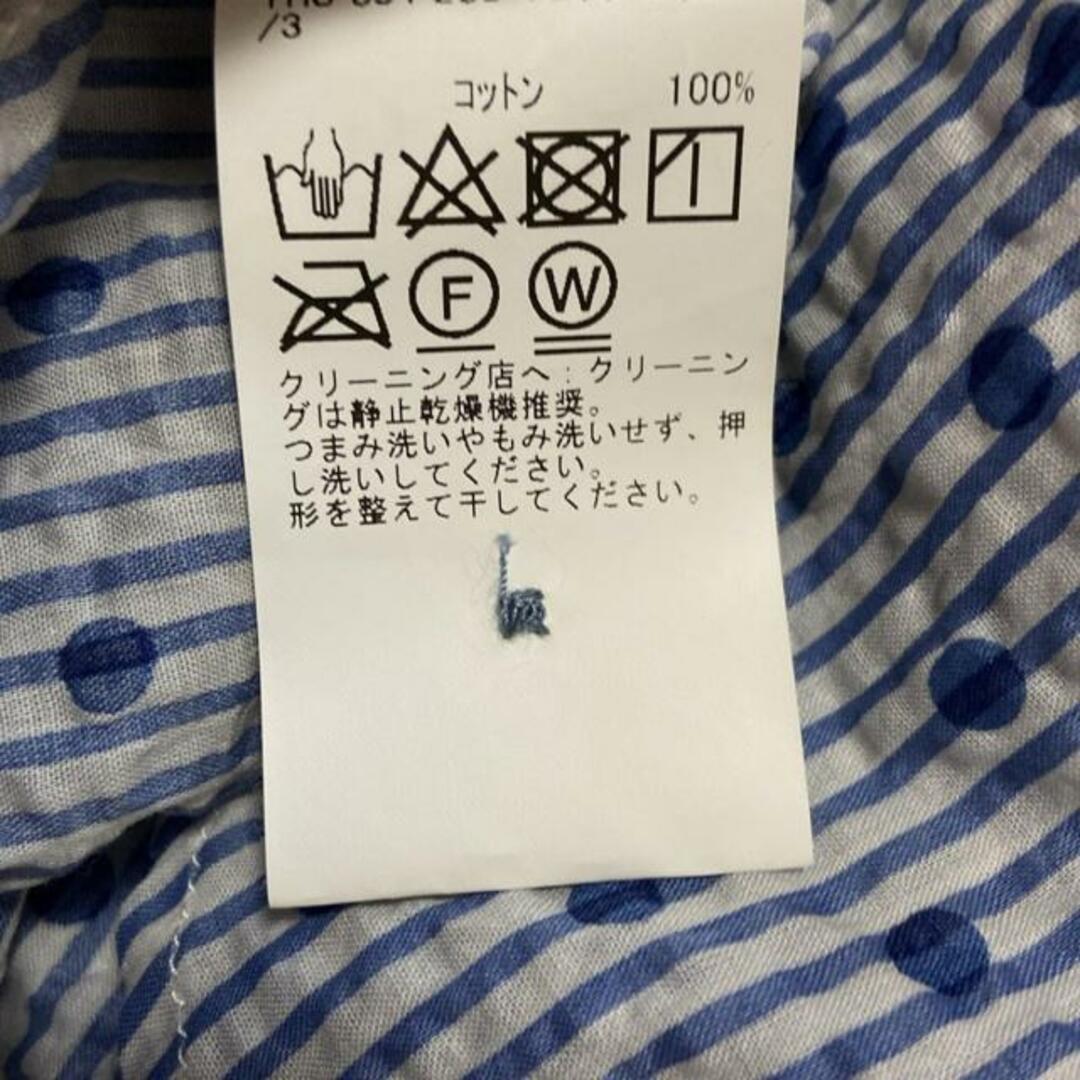 /3
コットン 100%
F W
クリーニング店へ：クリーニン
グは静止乾燥機推奨。
つまみ洗いやもみ洗いせず、押
し洗いしてください。
形を整えて干してください。